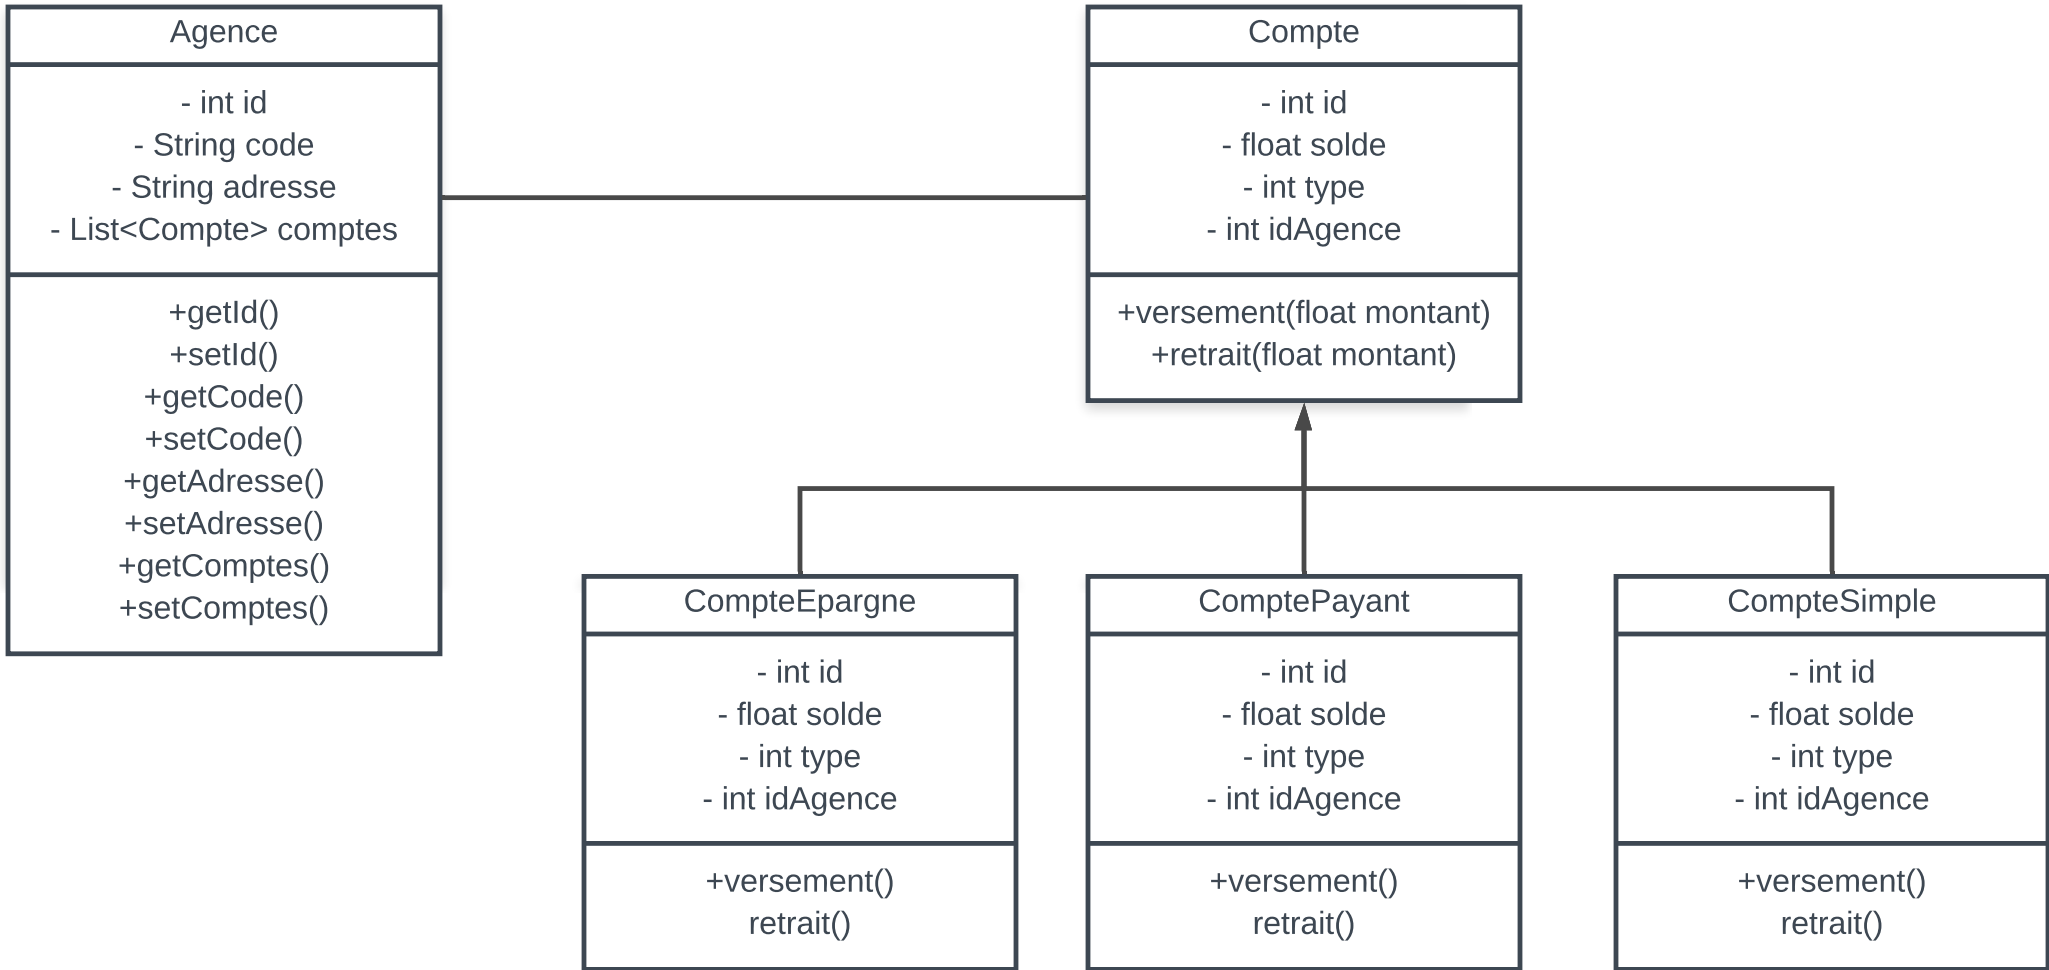 Agence
- int id
- String code
- String adresse
- List<Compte> comptes
+getId()
+setId()
+getCode()
+setCode()
+getAdresse()
+setAdresse()
+getComptes()
+setComptes()
Compte
- int id
- float solde
- int type
- int idAgence
+versement(float montant)
+retrait(float montant)
CompteEpargne
- int id
- float solde
- int type
- int idAgence
+versement()
retrait()
ComptePayant
- int id
- float solde
- int type
- int idAgence
+versement()
retrait()
CompteSimple
- int id
- float solde
- int type
- int idAgence
+versement()
retrait()